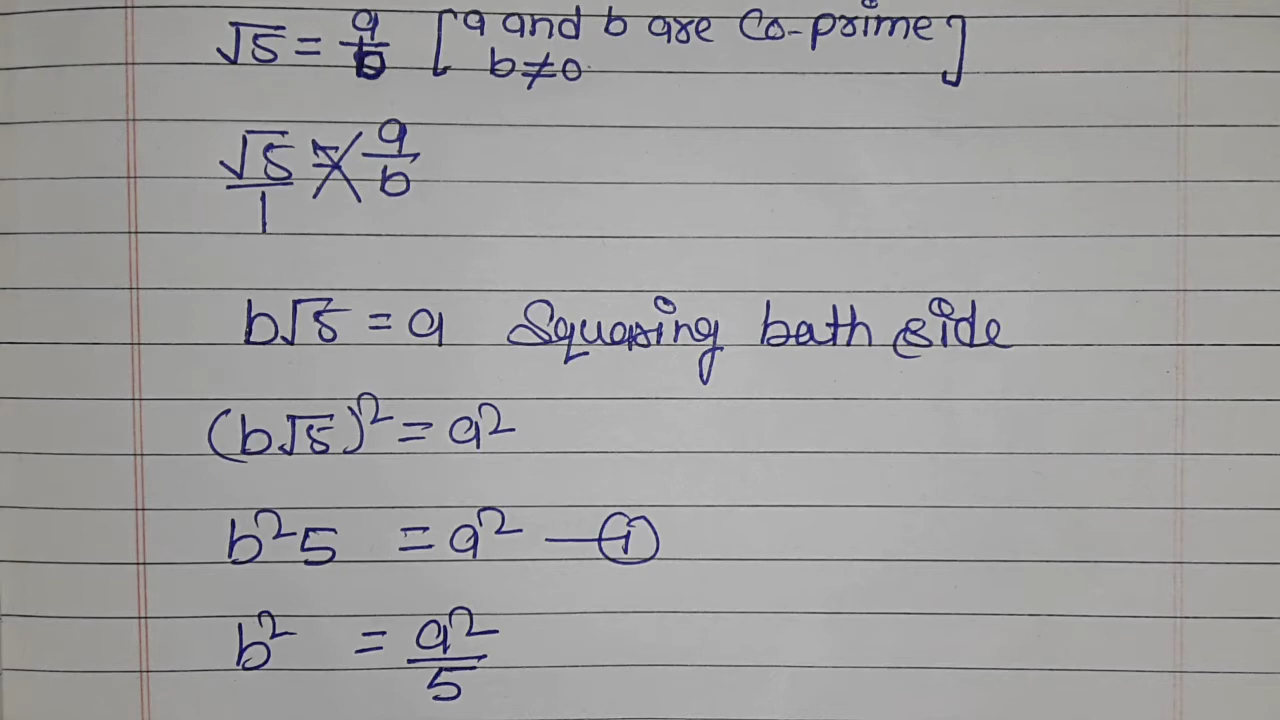 √5 = a/b [a and b are Co-prime]
b≠0
√5/1 = a/b
b√5 = a Squaring bath side
(b√5)² = a²
b²5 = a² — (i)
b² = a²/5